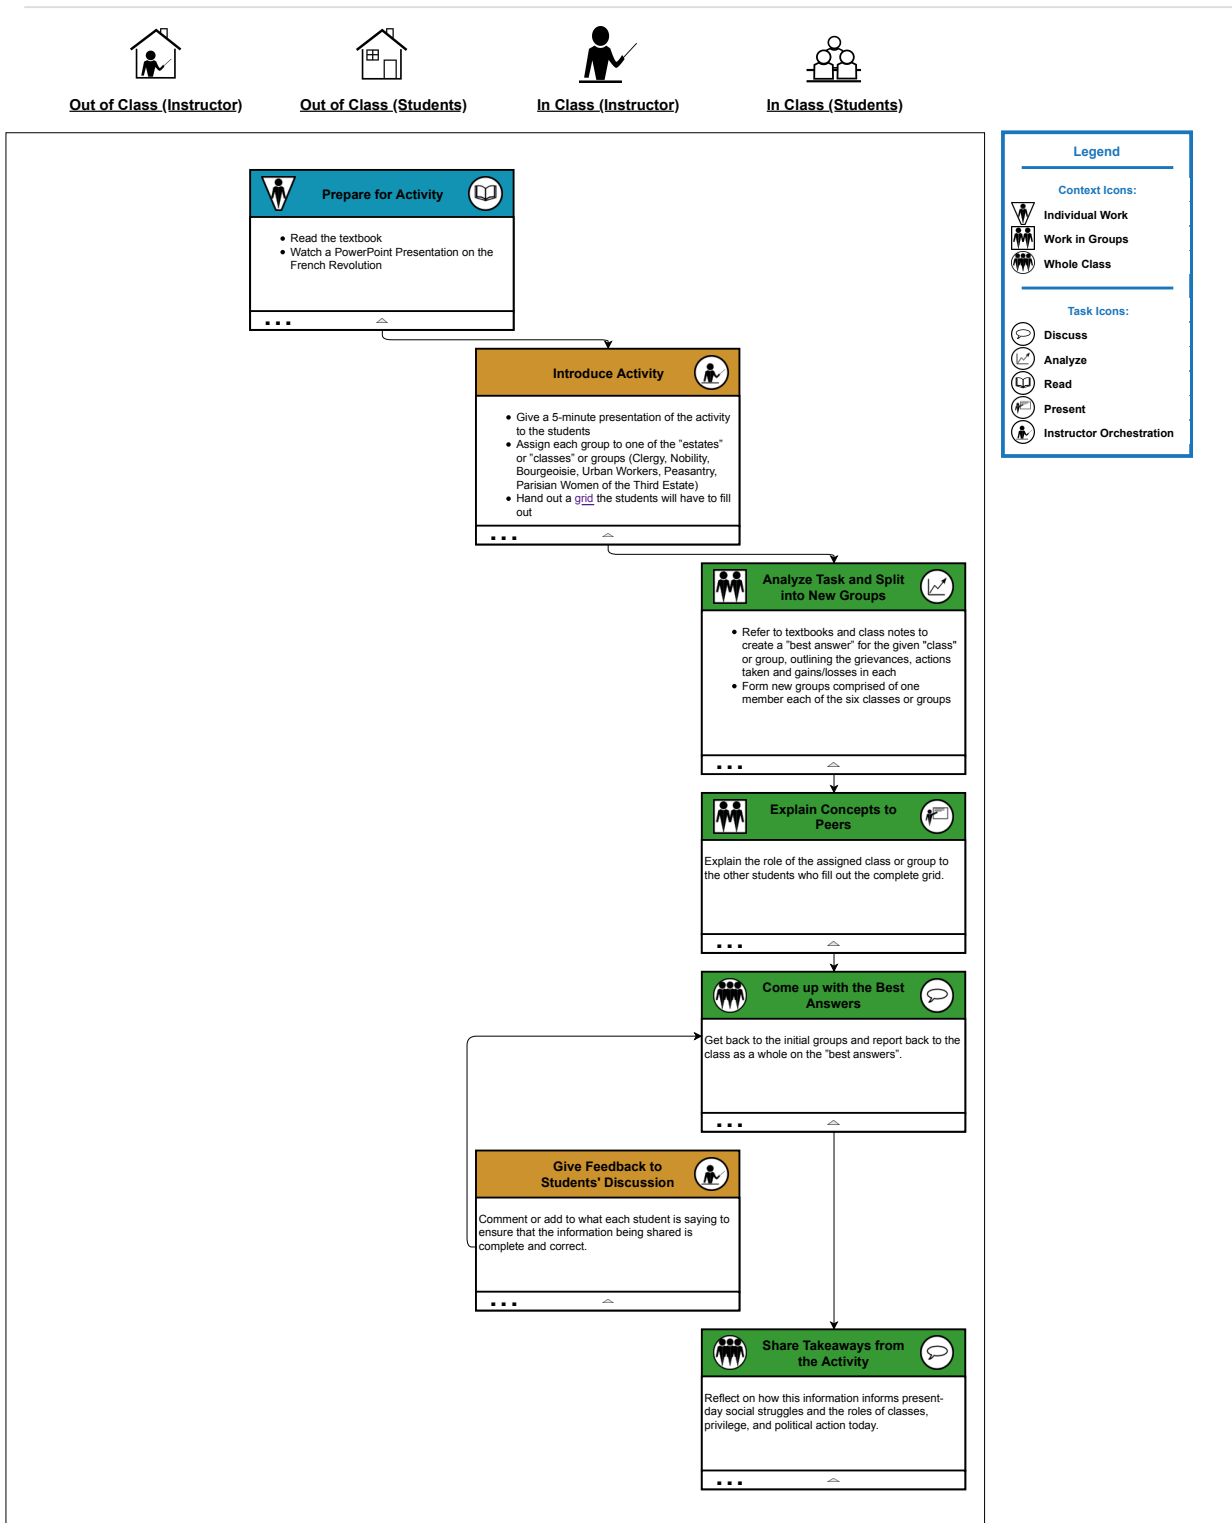 Out of Class (Instructor)
Out of Class (Students)
In Class (Instructor)
In Class (Students)
Legend
Context Icons:
Individual Work
Work in Groups
Whole Class
Task Icons:
Discuss
Analyze
Read
Present
Instructor Orchestration
Prepare for Activity
● Read the textbook
● Watch a PowerPoint Presentation on the
French Revolution
Introduce Activity
● Give a 5-minute presentation of the activity
to the students
● Assign each group to one of the "estates"
or "classes" or groups (Clergy, Nobility,
Bourgeoisie, Urban Workers, Peasantry,
Parisian Women of the Third Estate)
● Hand out a grid the students will have to fill
out
Analyze Task and Split
into New Groups
● Refer to textbooks and class notes to
create a "best answer" for the given "class"
or group, outlining the grievances, actions
taken and gains/losses in each
● Form new groups comprised of one
member each of the six classes or groups
Explain Concepts to
Peers
Explain the role of the assigned class or group to
the other students who fill out the complete grid.
Come up with the Best
Answers
Get back to the initial groups and report back to the
class as a whole on the "best answers".
Give Feedback to
Students' Discussion
Comment or add to what each student is saying to
ensure that the information being shared is
complete and correct.
Share Takeaways from
the Activity
Reflect on how this information informs present-
day social struggles and the roles of classes,
privilege, and political action today.